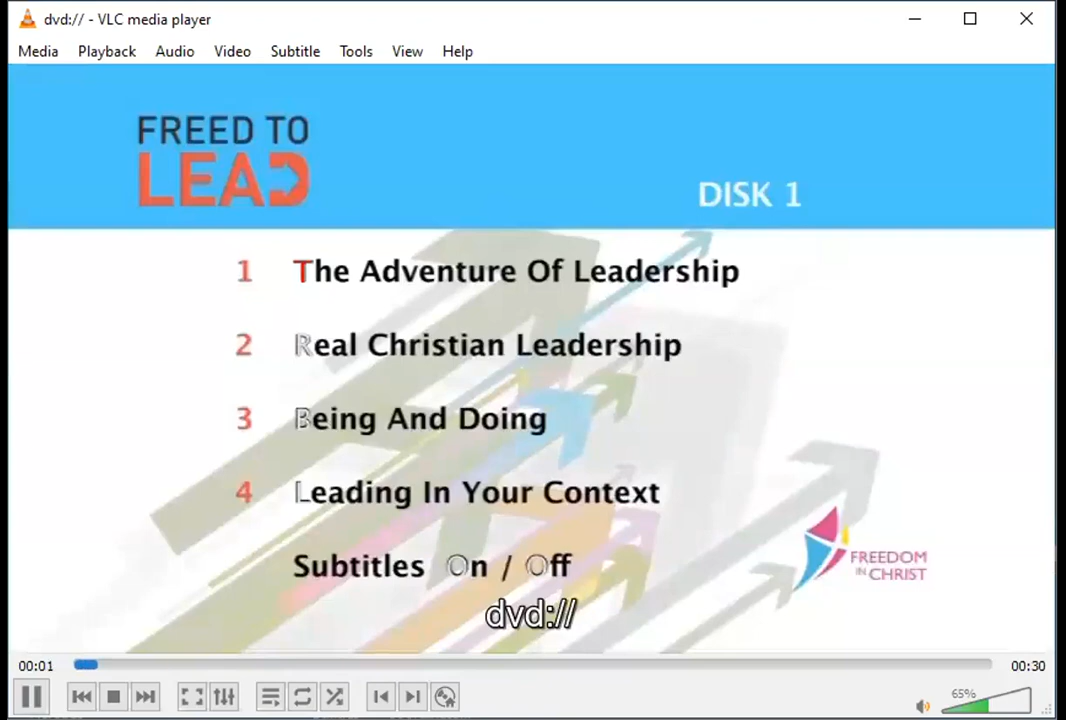 dvd:// - VLC media player
Media Playback Audio Video Subtitle Tools View Help
FREED TO
LEAD
DISK 1
1 The Adventure Of Leadership
2 Real Christian Leadership
3 Being And Doing
4 Leading In Your Context
Subtitles On / Off
FREEDOM
IN CHRIST
dvd://
00:01 00:30
65%